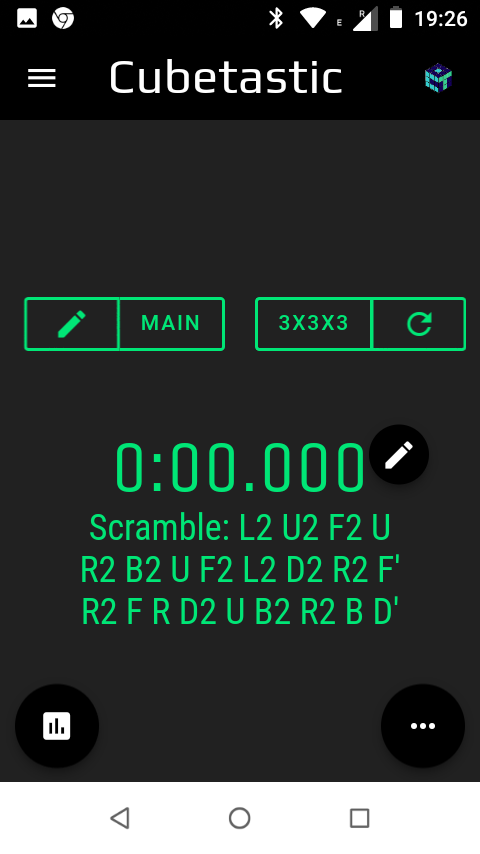 E R 19:26
Cubetastic
MAIN 3X3X3
0:00.000
Scramble: L2 U2 F2 U
R2 B2 U F2 L2 D2 R2 F'
R2 F R D2 U B2 R2 B D'